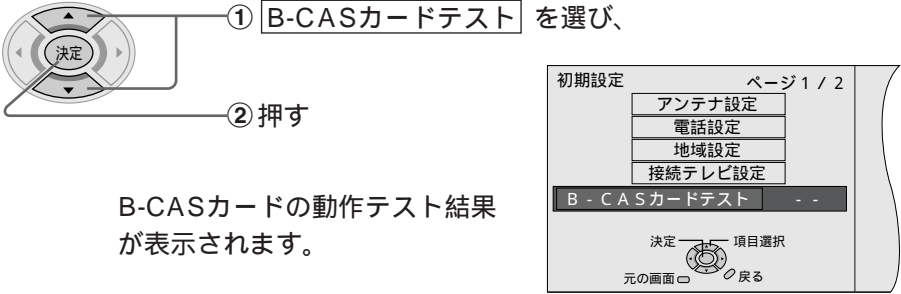 ① B-CASカードテスト を選び、
決定
② 押す
B-CASカードの動作テスト結果
が表示されます。
初期設定 ページ1 / 2
アンテナ設定
電話設定
地域設定
接続テレビ設定
B - CASカードテスト - -
決定 項目選択
元の画面 戻る